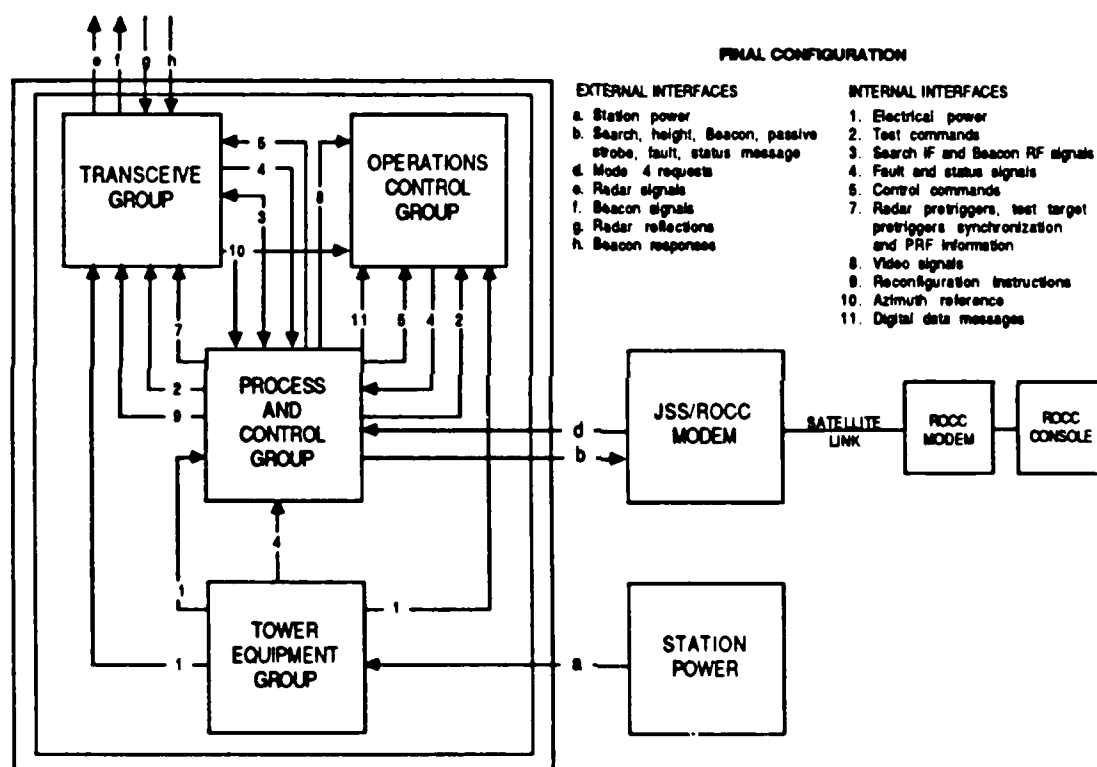 e f g h
FINAL CONFIGURATION
EXTERNAL INTERFACES
a. Station power
b. Search, height, Beacon, passive
strobe, fault, status message
d. Mode 4 requests
e. Radar signals
f. Beacon signals
g. Radar reflections
h. Beacon responses
INTERNAL INTERFACES
1. Electrical power
2. Test commands
3. Search IF and Beacon RF signals
4. Fault and status signals
5. Control commands
7. Radar pretriggers, test target
pretriggers synchronization
and PRF information
8. Video signals
9. Reconfiguration instructions
10. Azimuth reference
11. Digital data messages
TRANSCEIVE
GROUP
OPERATIONS
CONTROL
GROUP
5
4
8
3
10
7
11
5
4
2
2
9
PROCESS
AND
CONTROL
GROUP
d
b
JSS/ROCC
MODEM
SATELLITE
LINK
ROCC
MODEM
ROCC
CONSOLE
4
1
1
1
TOWER
EQUIPMENT
GROUP
a
STATION
POWER